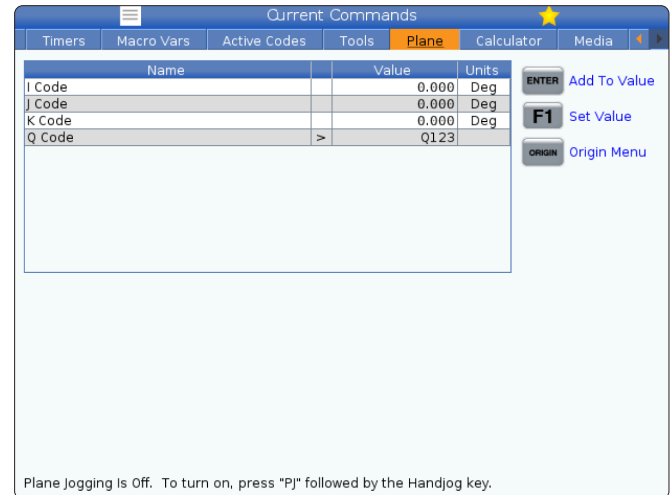 Current Commands
Timers Macro Vars Active Codes Tools Plane Calculator Media
Name Value Units
I Code 0.000 Deg
J Code 0.000 Deg
K Code 0.000 Deg
Q Code > Q123
ENTER Add To Value
F1 Set Value
ORIGIN Origin Menu
Plane Jogging Is Off. To turn on, press "PJ" followed by the Handjog key.